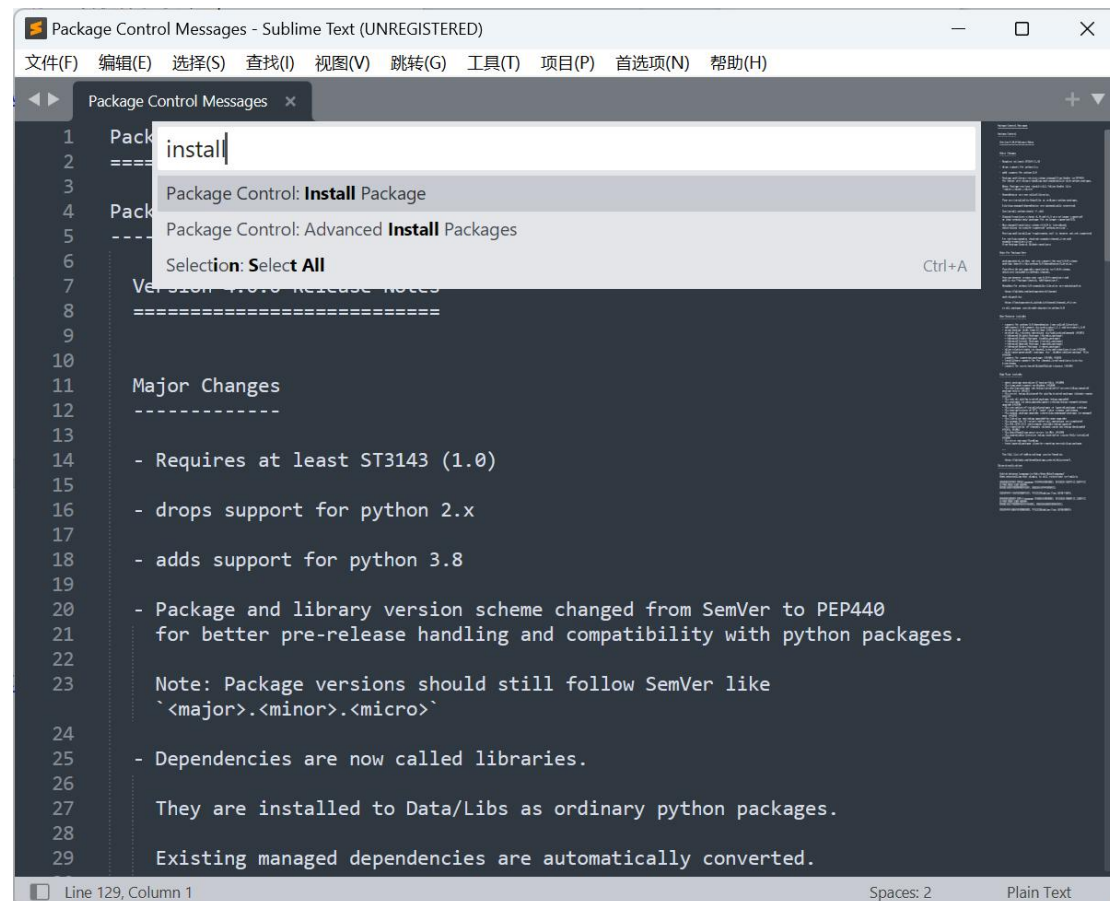 Package Control Messages - Sublime Text (UNREGISTERED)
文件(F) 编辑(E) 选择(S) 查找(I) 视图(V) 跳转(G) 工具(T) 项目(P) 首选项(N) 帮助(H)
Package Control Messages
install
Package Control: Install Package
Package Control: Advanced Install Packages
Selection: Select All Ctrl+A
1 Pack
2 ====
3
4 Pack
5 ----
6
7
8 ===========================
9
10
11 Major Changes
12 -------------
13
14 - Requires at least ST3143 (1.0)
15
16 - drops support for python 2.x
17
18 - adds support for python 3.8
19
20 - Package and library version scheme changed from SemVer to PEP440
21 for better pre-release handling and compatibility with python packages.
22
23 Note: Package versions should still follow SemVer like
`<major>.<minor>.<micro>`
24
25 - Dependencies are now called libraries.
26
27 They are installed to Data/Libs as ordinary python packages.
28
29 Existing managed dependencies are automatically converted.
Line 129, Column 1 Spaces: 2 Plain Text